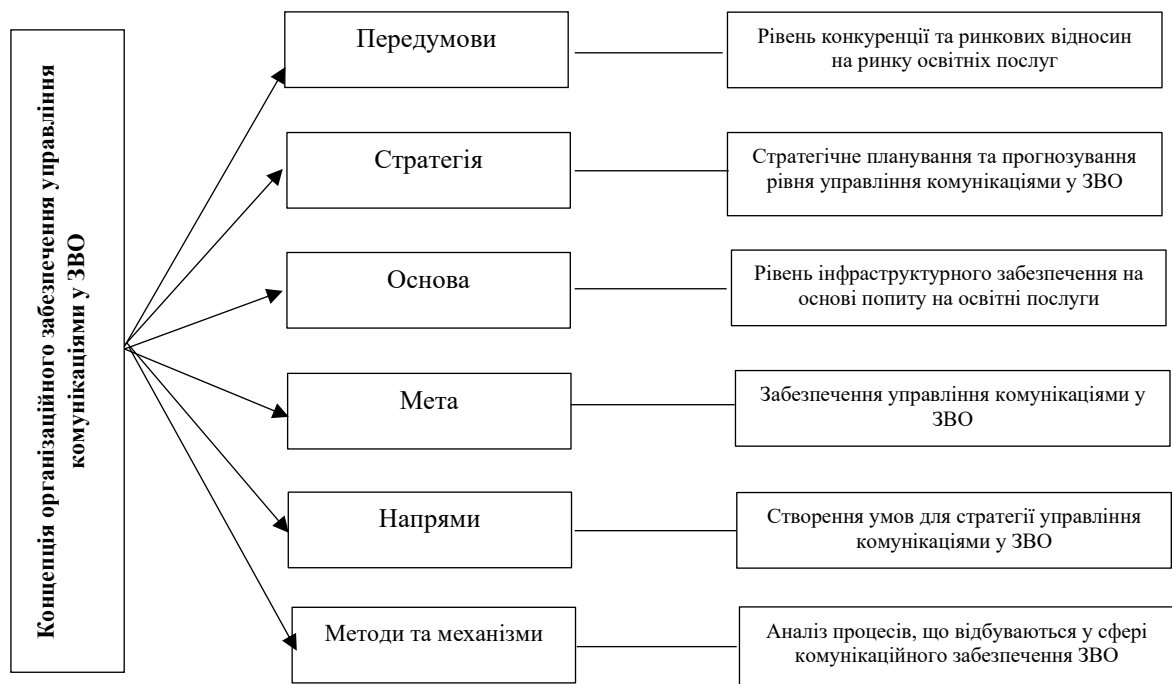 Концепція організаційного забезпечення управління
комунікаціями у ЗВО
Передумови
Рівень конкуренції та ринкових відносин
на ринку освітніх послуг
Стратегія
Стратегічне планування та прогнозування
рівня управління комунікаціями у ЗВО
Основа
Рівень інфраструктурного забезпечення на
основі попиту на освітні послуги
Мета
Забезпечення управління комунікаціями у
ЗВО
Напрями
Створення умов для стратегії управління
комунікаціями у ЗВО
Методи та механізми
Аналіз процесів, що відбуваються у сфері
комунікаційного забезпечення ЗВО